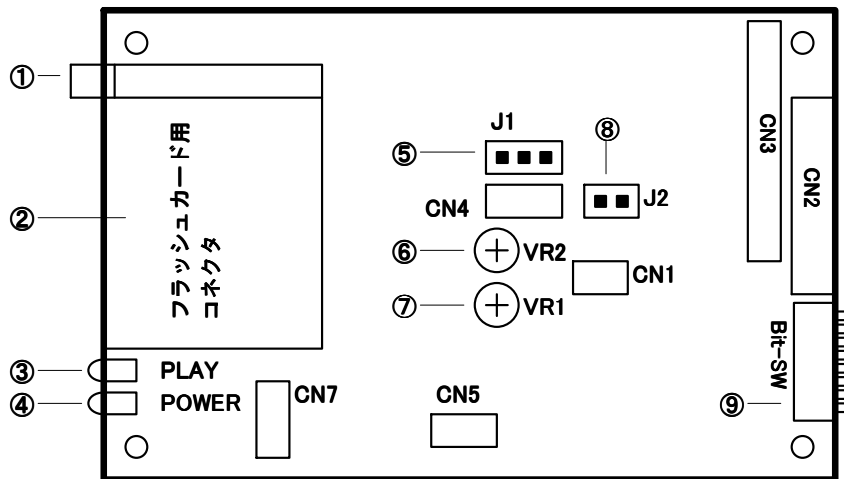 ①
②
フラッシュカード用
コネクタ
③
PLAY
④
POWER
CN7
⑤
J1
CN4
⑥
VR2
⑦
VR1
⑧
J2
CN1
CN5
CN3
CN2
Bit-SW
⑨